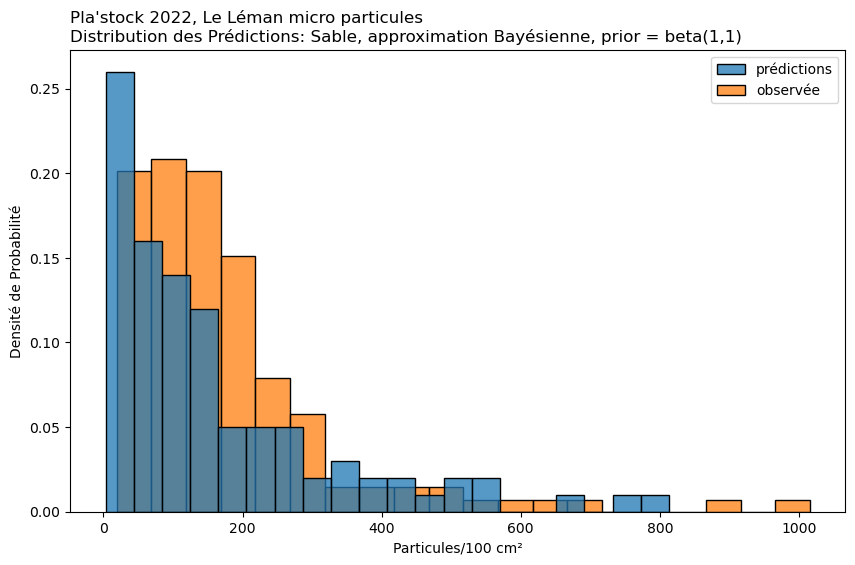 Pla'stock 2022, Le Léman micro particules
Distribution des Prédictions: Sable, approximation Bayésienne, prior = beta(1,1)
prédictions
observée
Densité de Probabilité
0.25
0.20
0.15
0.10
0.05
0.00
0
200
400
600
800
1000
Particules/100 cm²